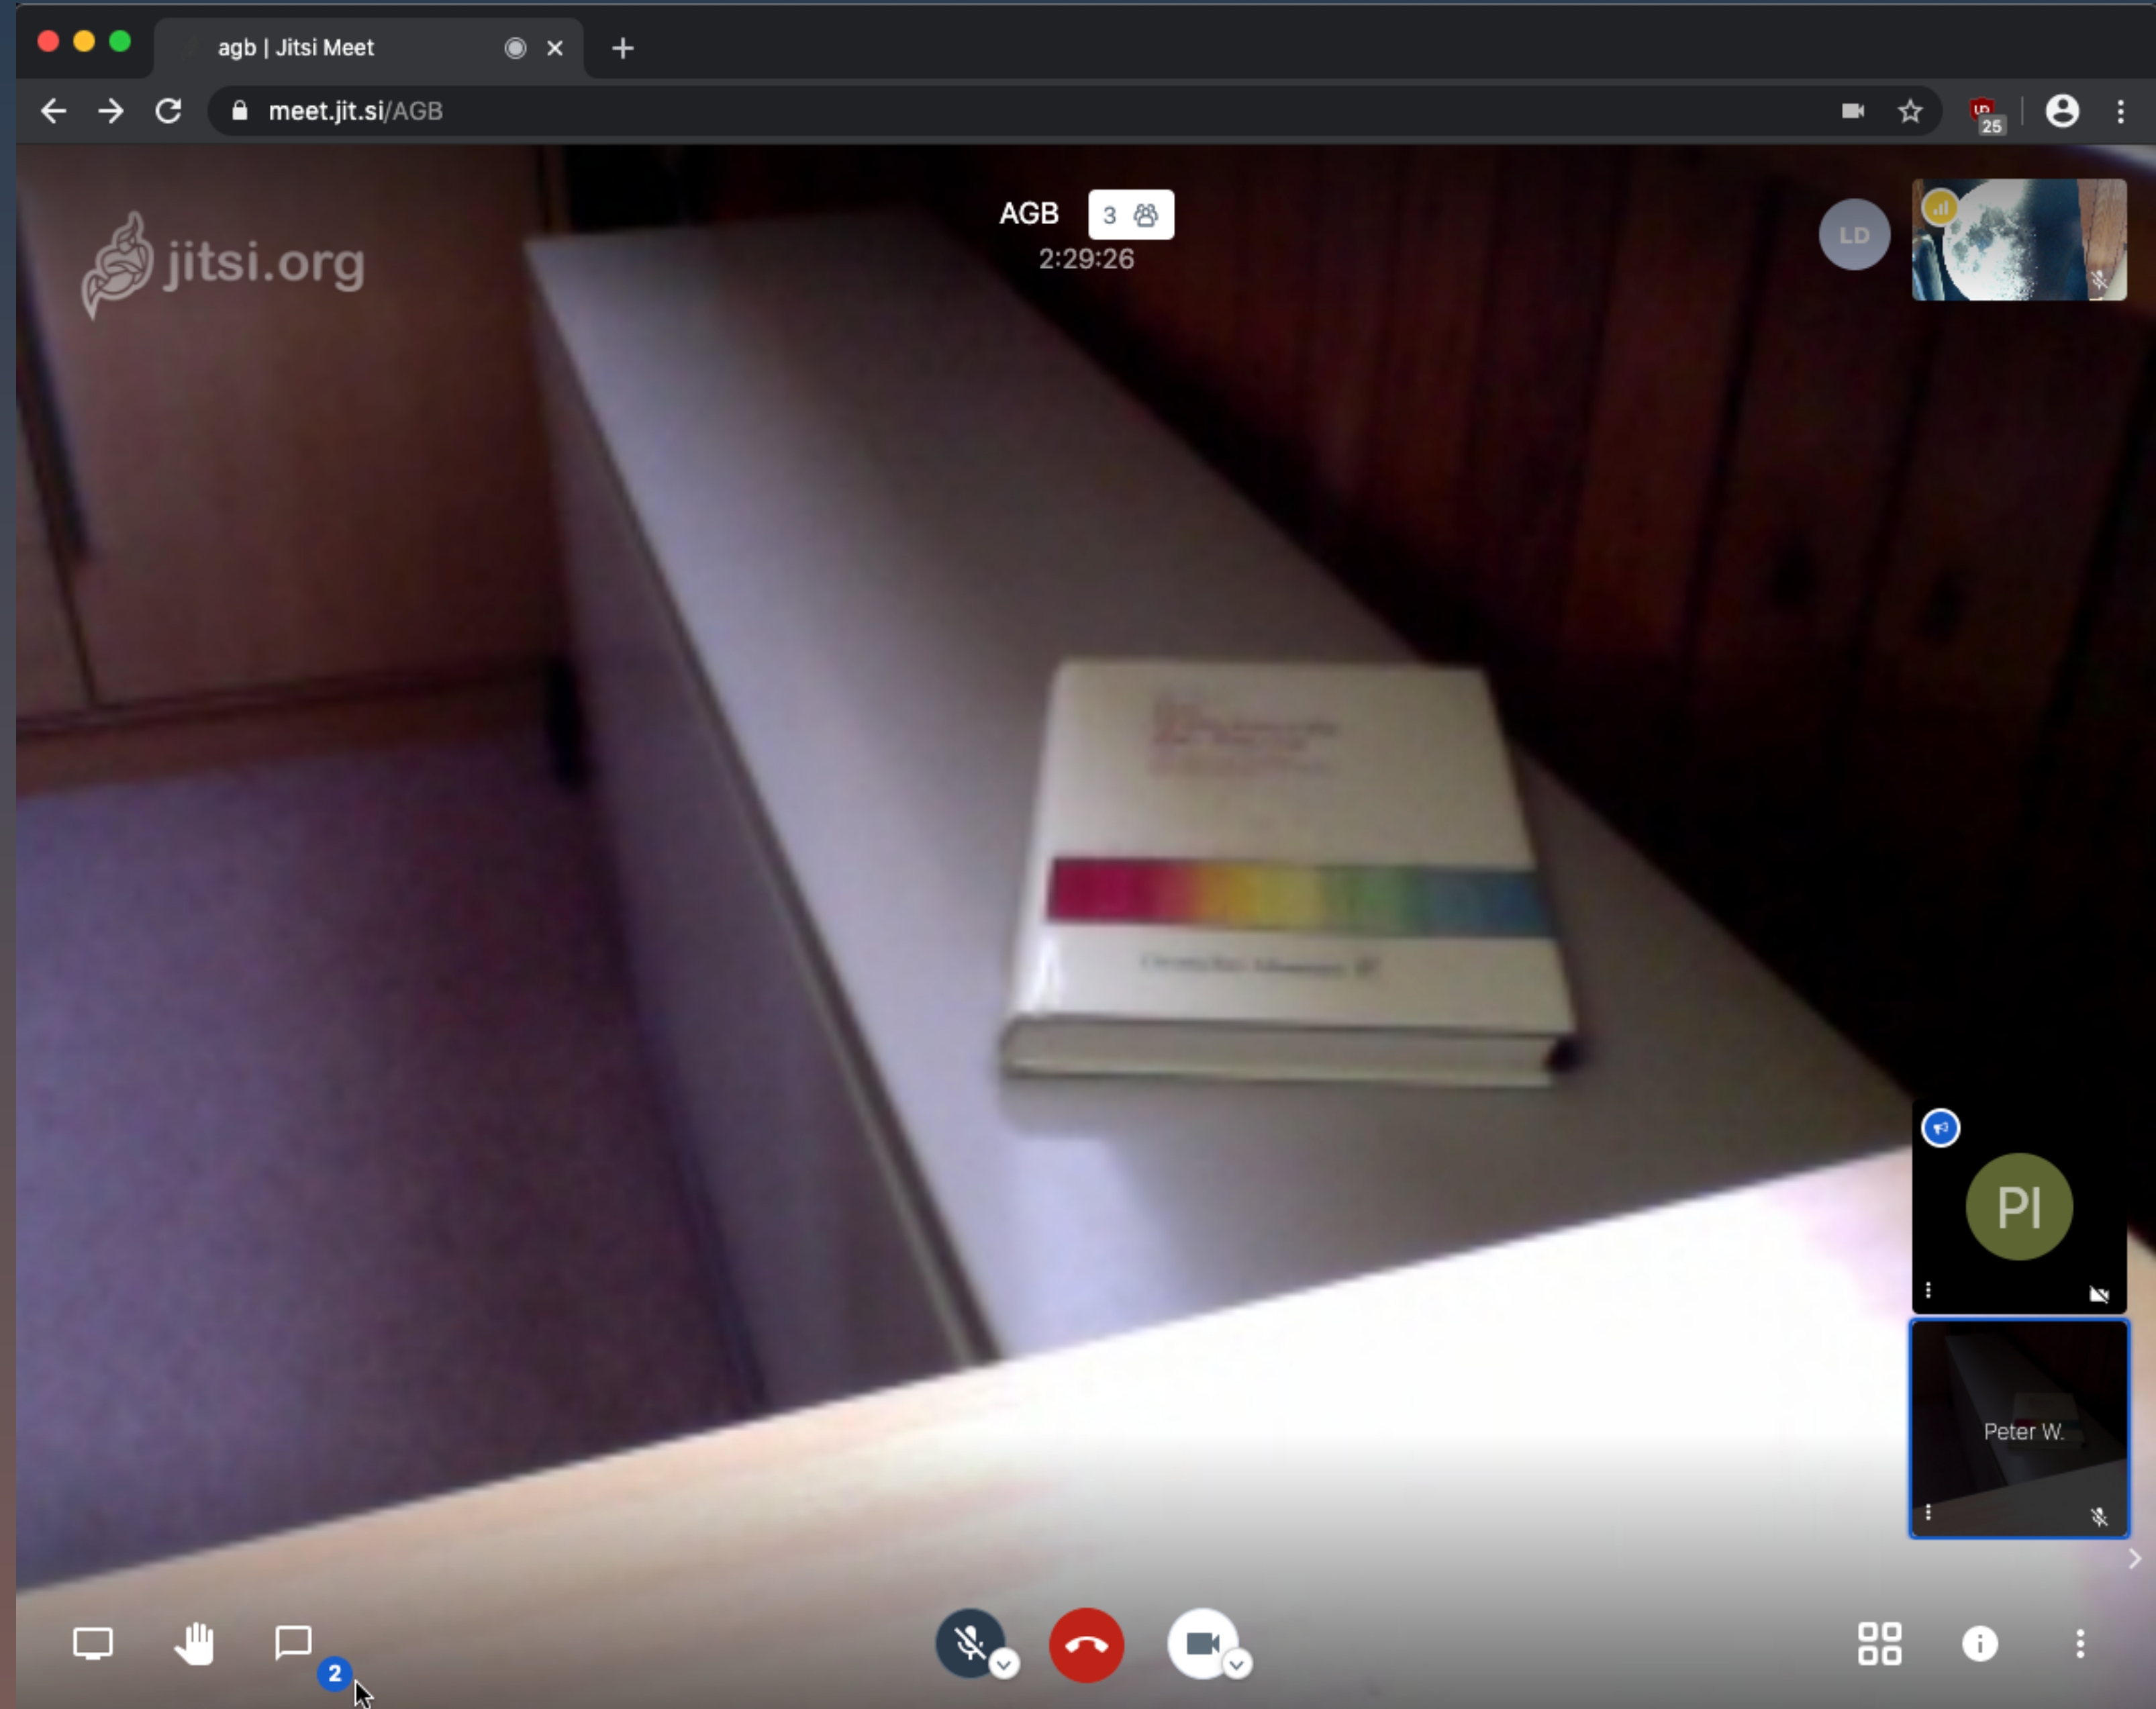 agb | Jitsi Meet
meet.jit.si/AGB
25
jitsi.org
AGB 3
2:29:26
LD
PI
Peter W.
2